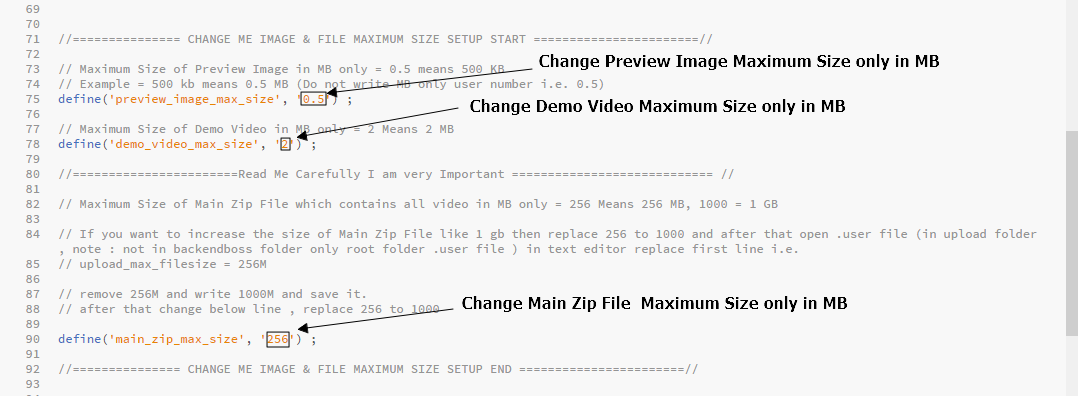 69
70
71 //=============== CHANGE ME IMAGE & FILE MAXIMUM SIZE SETUP START =======================//
72
73 // Maximum Size of Preview Image in MB only = 0.5 means 500 KB
Change Preview Image Maximum Size only in MB
74 // Example = 500 kb means 0.5 MB (Do not write MB only user number i.e. 0.5)
75 define('preview_image_max_size', '0.5') ;
Change Demo Video Maximum Size only in MB
76
77 // Maximum Size of Demo Video in MB only = 2 Means 2 MB
78 define('demo_video_max_size', '2') ;
79
80 //=======================Read Me Carefully I am very Important ============================ //
81
82 // Maximum Size of Main Zip File which contains all video in MB only = 256 Means 256 MB, 1000 = 1 GB
83
84 // If you want to increase the size of Main Zip File like 1 gb then replace 256 to 1000 and after that open .user file (in upload folder
, note : not in backendboss folder only root folder .user file ) in text editor replace first line i.e.
85 // upload_max_filesize = 256M
86
87 // remove 256M and write 1000M and save it.
Change Main Zip File Maximum Size only in MB
88 // after that change below line , replace 256 to 1000
89
90 define('main_zip_max_size', '256') ;
91
92 //=============== CHANGE ME IMAGE & FILE MAXIMUM SIZE SETUP END =======================//
93